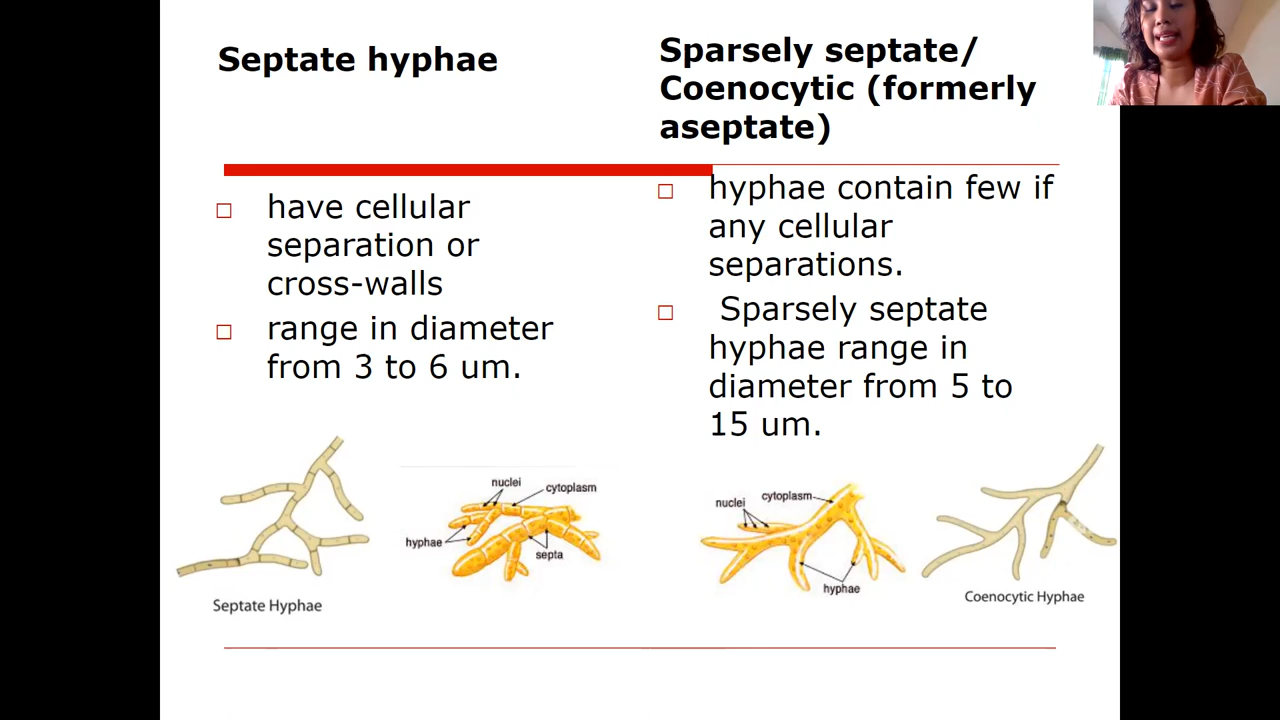 Septate hyphae
Sparsely septate/
Coenocytic (formerly
aseptate)
□ have cellular
separation or
cross-walls
□ range in diameter
from 3 to 6 um.
□ hyphae contain few if
any cellular
separations.
□ Sparsely septate
hyphae range in
diameter from 5 to
15 um.
Septate Hyphae
nuclei
cytoplasm
hyphae
septa
nuclei
cytoplasm
hyphae
Coenocytic Hyphae